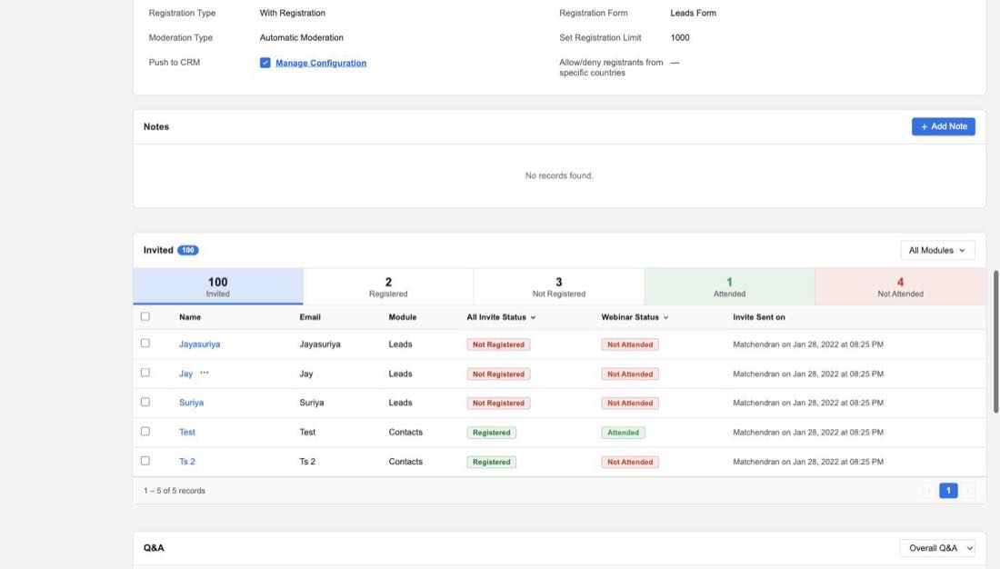 Registration Type With Registration Registration Form Leads Form
Moderation Type Automatic Moderation Set Registration Limit 1000
Push to CRM Manage Configuration Allow/deny registrants from specific countries —
Notes + Add Note
No records found.
Invited 100 All Modules
100 2 3 1 4
Invited Registered Not Registered Attended Not Attended
Name Email Module All Invite Status Webinar Status Invite Sent on
Jayasuriya Jayasuriya Leads Not Registered Not Attended Matchendran on Jan 28, 2022 at 08:25 PM
Jay ··· Jay Leads Not Registered Not Attended Matchendran on Jan 28, 2022 at 08:25 PM
Suriya Suriya Leads Not Registered Not Attended Matchendran on Jan 28, 2022 at 08:25 PM
Test Test Contacts Registered Attended Matchendran on Jan 28, 2022 at 08:25 PM
Ts 2 Ts 2 Contacts Registered Not Attended Matchendran on Jan 28, 2022 at 08:25 PM
1 – 5 of 5 records ‹ 1 ›
Q&A Overall Q&A